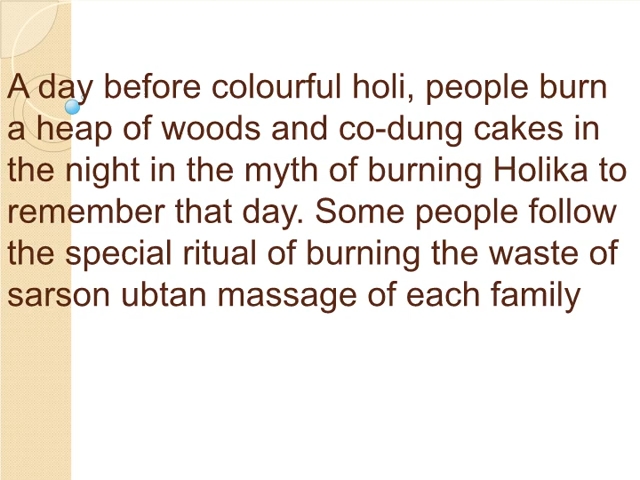 A day before colourful holi, people burn
a heap of woods and co-dung cakes in
the night in the myth of burning Holika to
remember that day. Some people follow
the special ritual of burning the waste of
sarson ubtan massage of each family